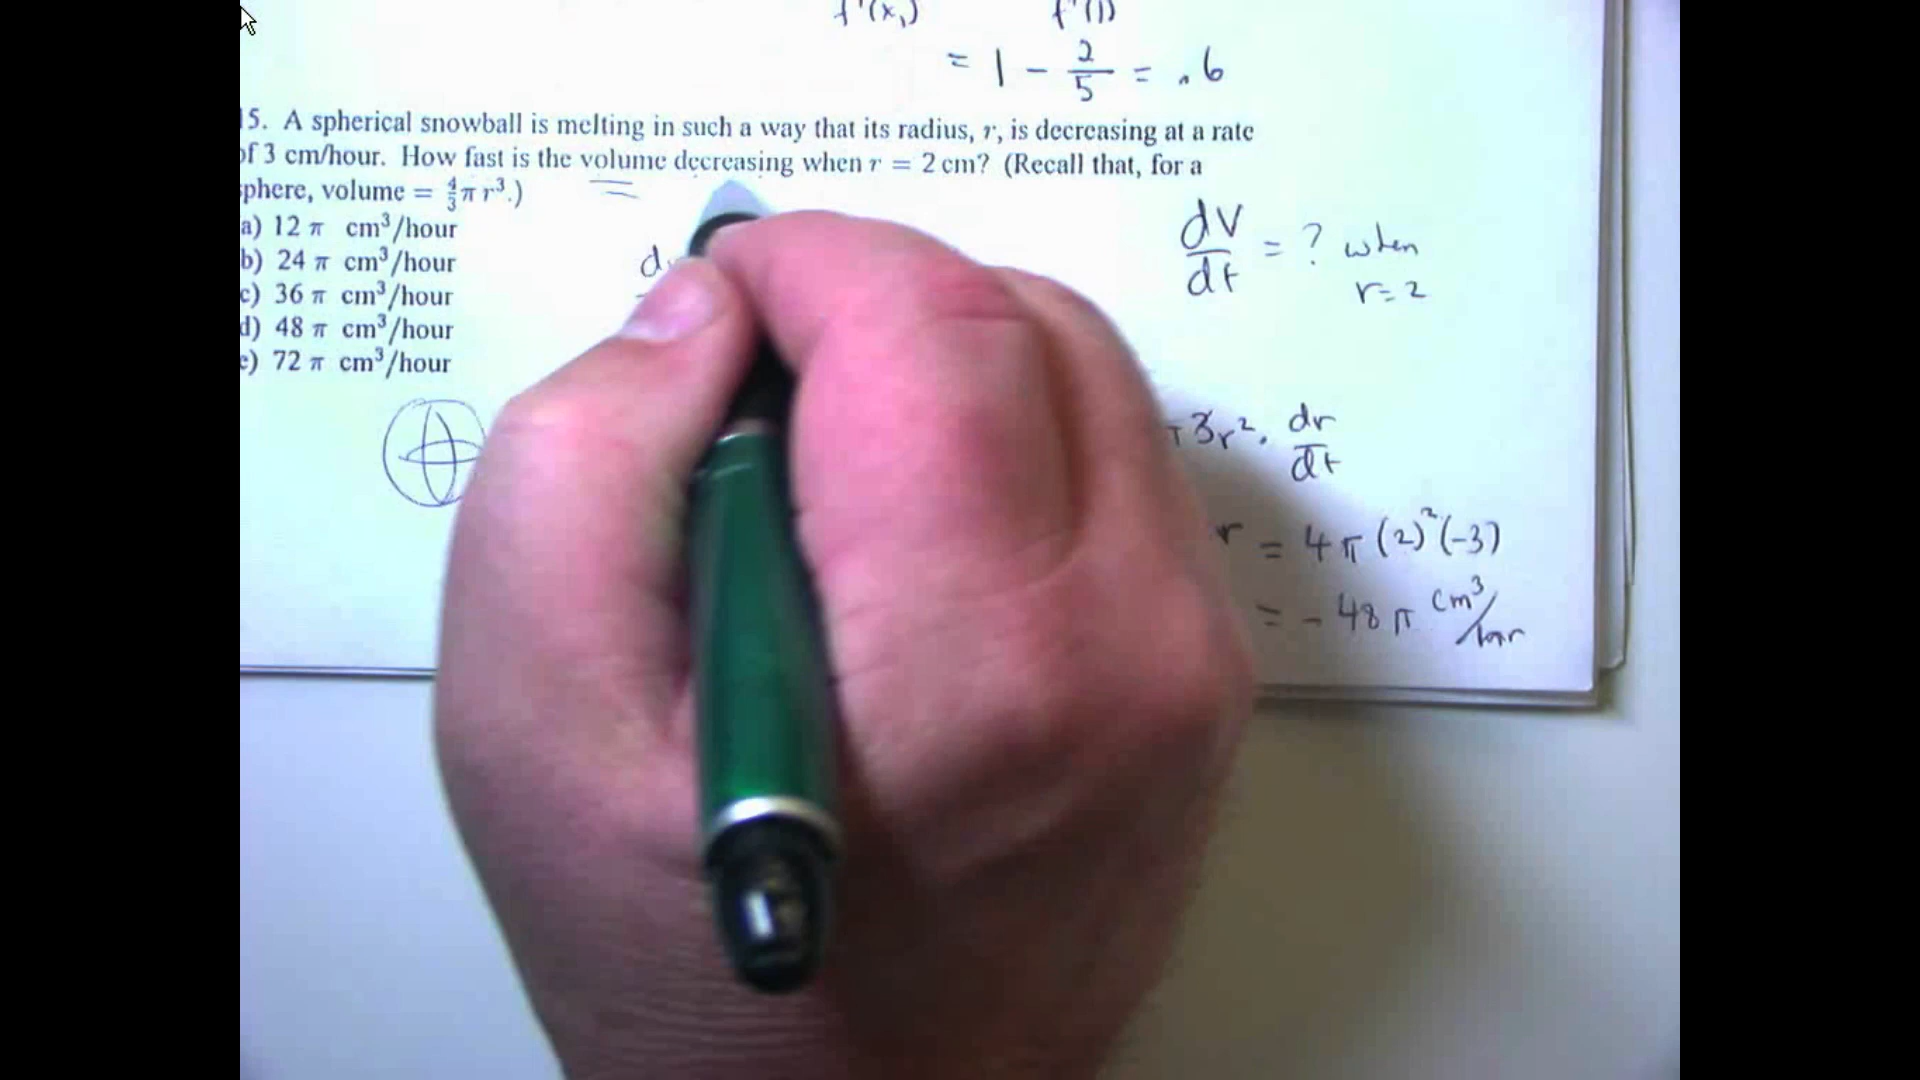 f'(x₁) f'(1)
= 1 - 2/5 = .6
15. A spherical snowball is melting in such a way that its radius, r, is decreasing at a rate
of 3 cm/hour. How fast is the volume decreasing when r = 2 cm? (Recall that, for a
sphere, volume = 4/3 π r³.)
a) 12 π cm³/hour
b) 24 π cm³/hour
c) 36 π cm³/hour
d) 48 π cm³/hour
e) 72 π cm³/hour
d
dV/dt = ? when
r=2
3r² · dr/dt
r = 4π(2)²(-3)
= -48π cm³/hour